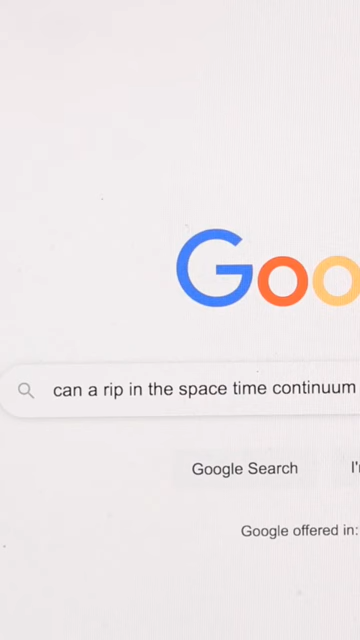 Goo
can a rip in the space time continuum
Google Search
I'
Google offered in: